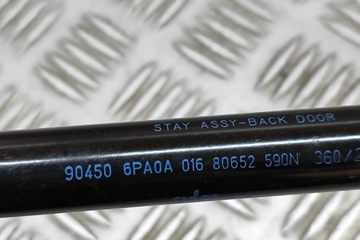 STAY ASSY-BACK DOOR
90450 6PA0A 016 80652 590N 360/